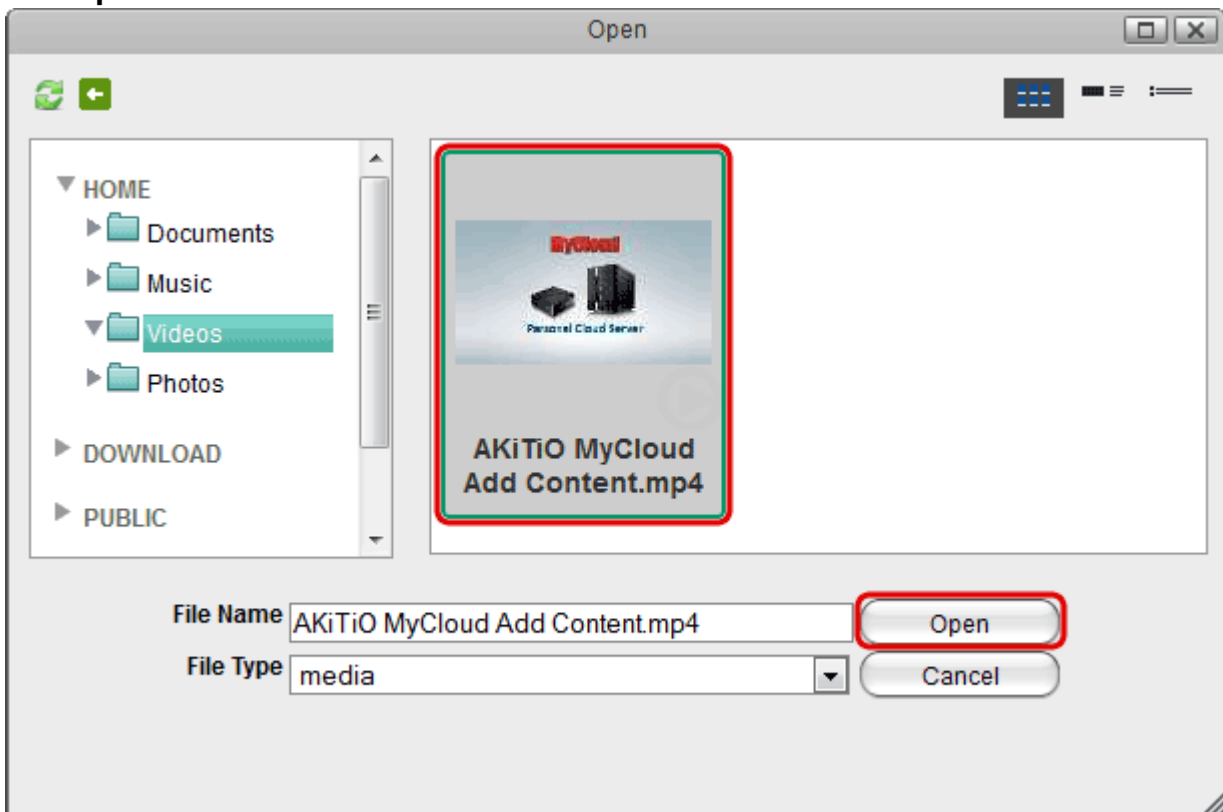 Open
HOME
Documents
Music
Videos
Photos
DOWNLOAD
PUBLIC
MyCloud
Personal Cloud Server
AKiTiO MyCloud
Add Content.mp4
File Name
AKiTiO MyCloud Add Content.mp4
Open
File Type
media
Cancel